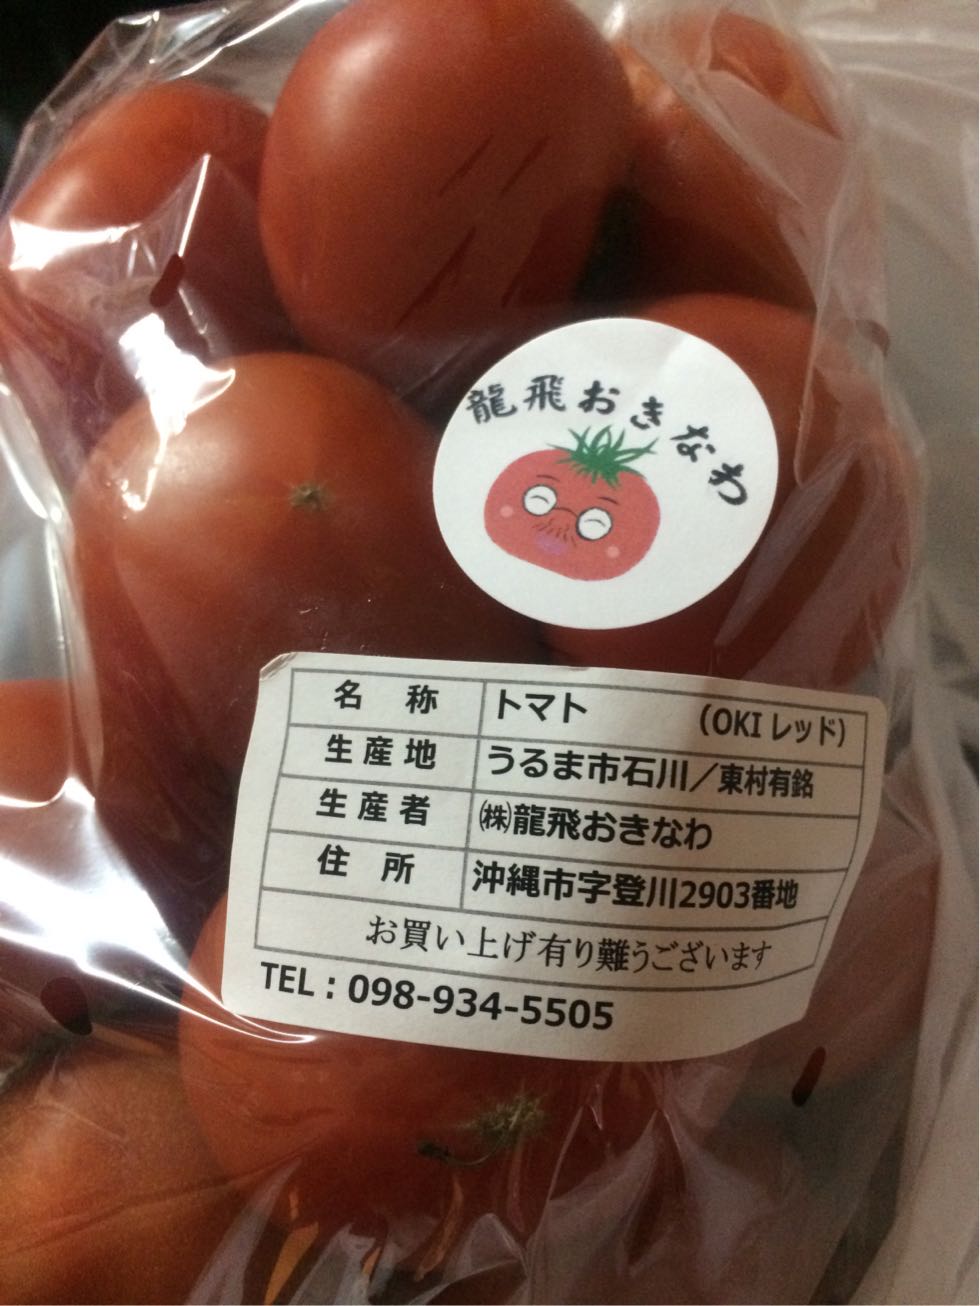 龍飛おきなわ
名 称 トマト (OKIレッド)
生産地 うるま市石川／東村有銘
生産者 ㈱龍飛おきなわ
住 所 沖縄市字登川2903番地
お買い上げ有り難うございます
TEL：098-934-5505